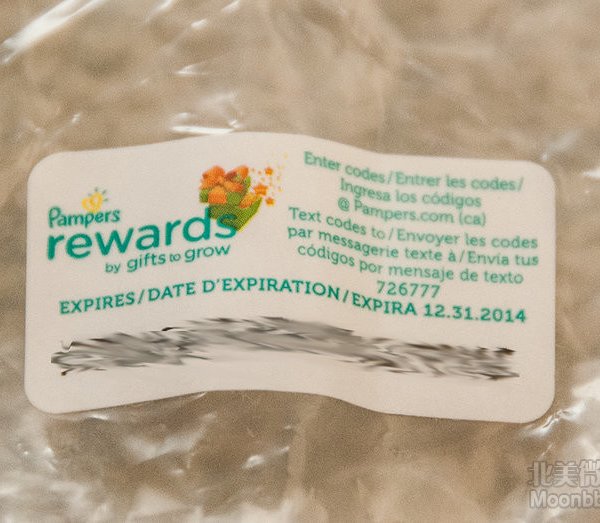 Pampers
rewards
by gifts to grow
Enter codes/Entrer les codes/
Ingresa los códigos
@ Pampers.com (ca)
Text codes to/Envoyer les codes
par messagerie texte à/Envía tus
códigos por mensaje de texto
726777
EXPIRES/DATE D'EXPIRATION/EXPIRA 12.31.2014
北美微
Moonbb